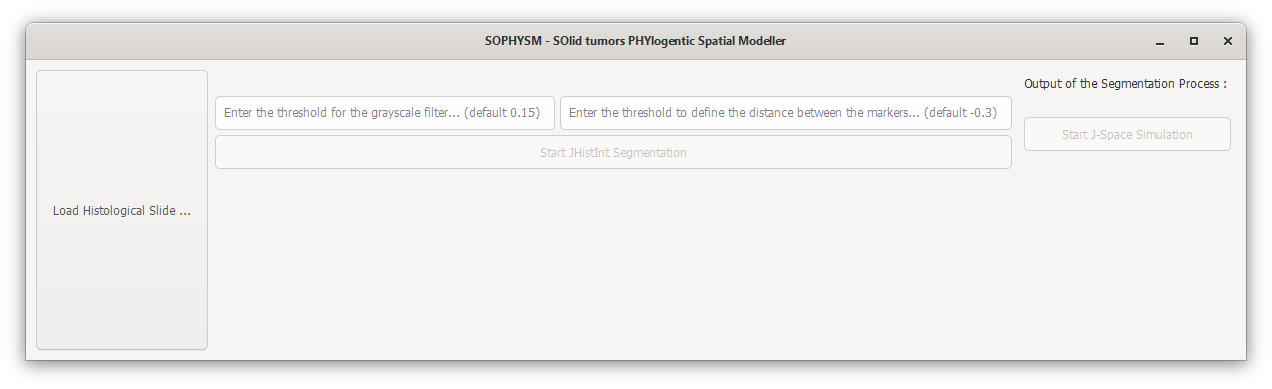 SOPHYSM - SOlid tumors PHYlogentic Spatial Modeller
Load Histological Slide ...
Enter the threshold for the grayscale filter... (default 0.15)
Enter the threshold to define the distance between the markers... (default -0.3)
Start JHistInt Segmentation
Output of the Segmentation Process :
Start J-Space Simulation